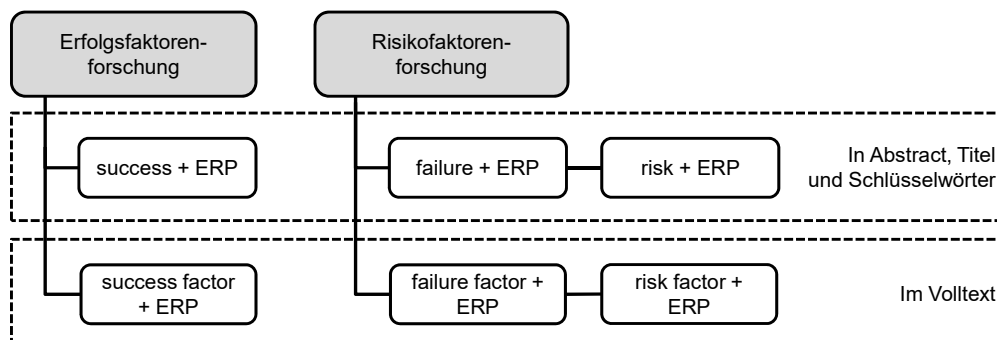 Erfolgsfaktoren-
forschung
Risikofaktoren-
forschung
success + ERP
failure + ERP
risk + ERP
In Abstract, Titel
und Schlüsselwörter
success factor
+ ERP
failure factor +
ERP
risk factor +
ERP
Im Volltext